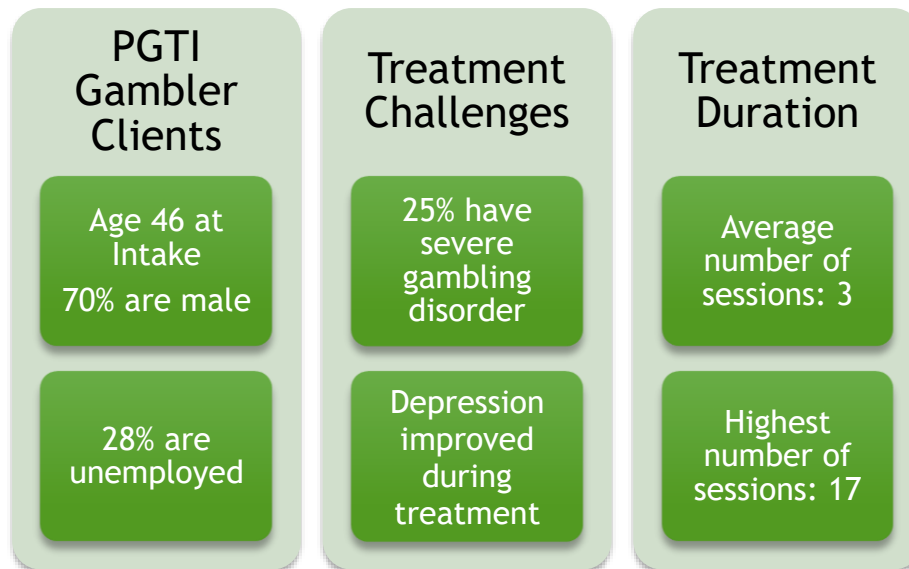 PGTI
Gambler
Clients
Age 46 at
Intake
70% are male
28% are
unemployed
Treatment
Challenges
25% have
severe
gambling
disorder
Depression
improved
during
treatment
Treatment
Duration
Average
number of
sessions: 3
Highest
number of
sessions: 17